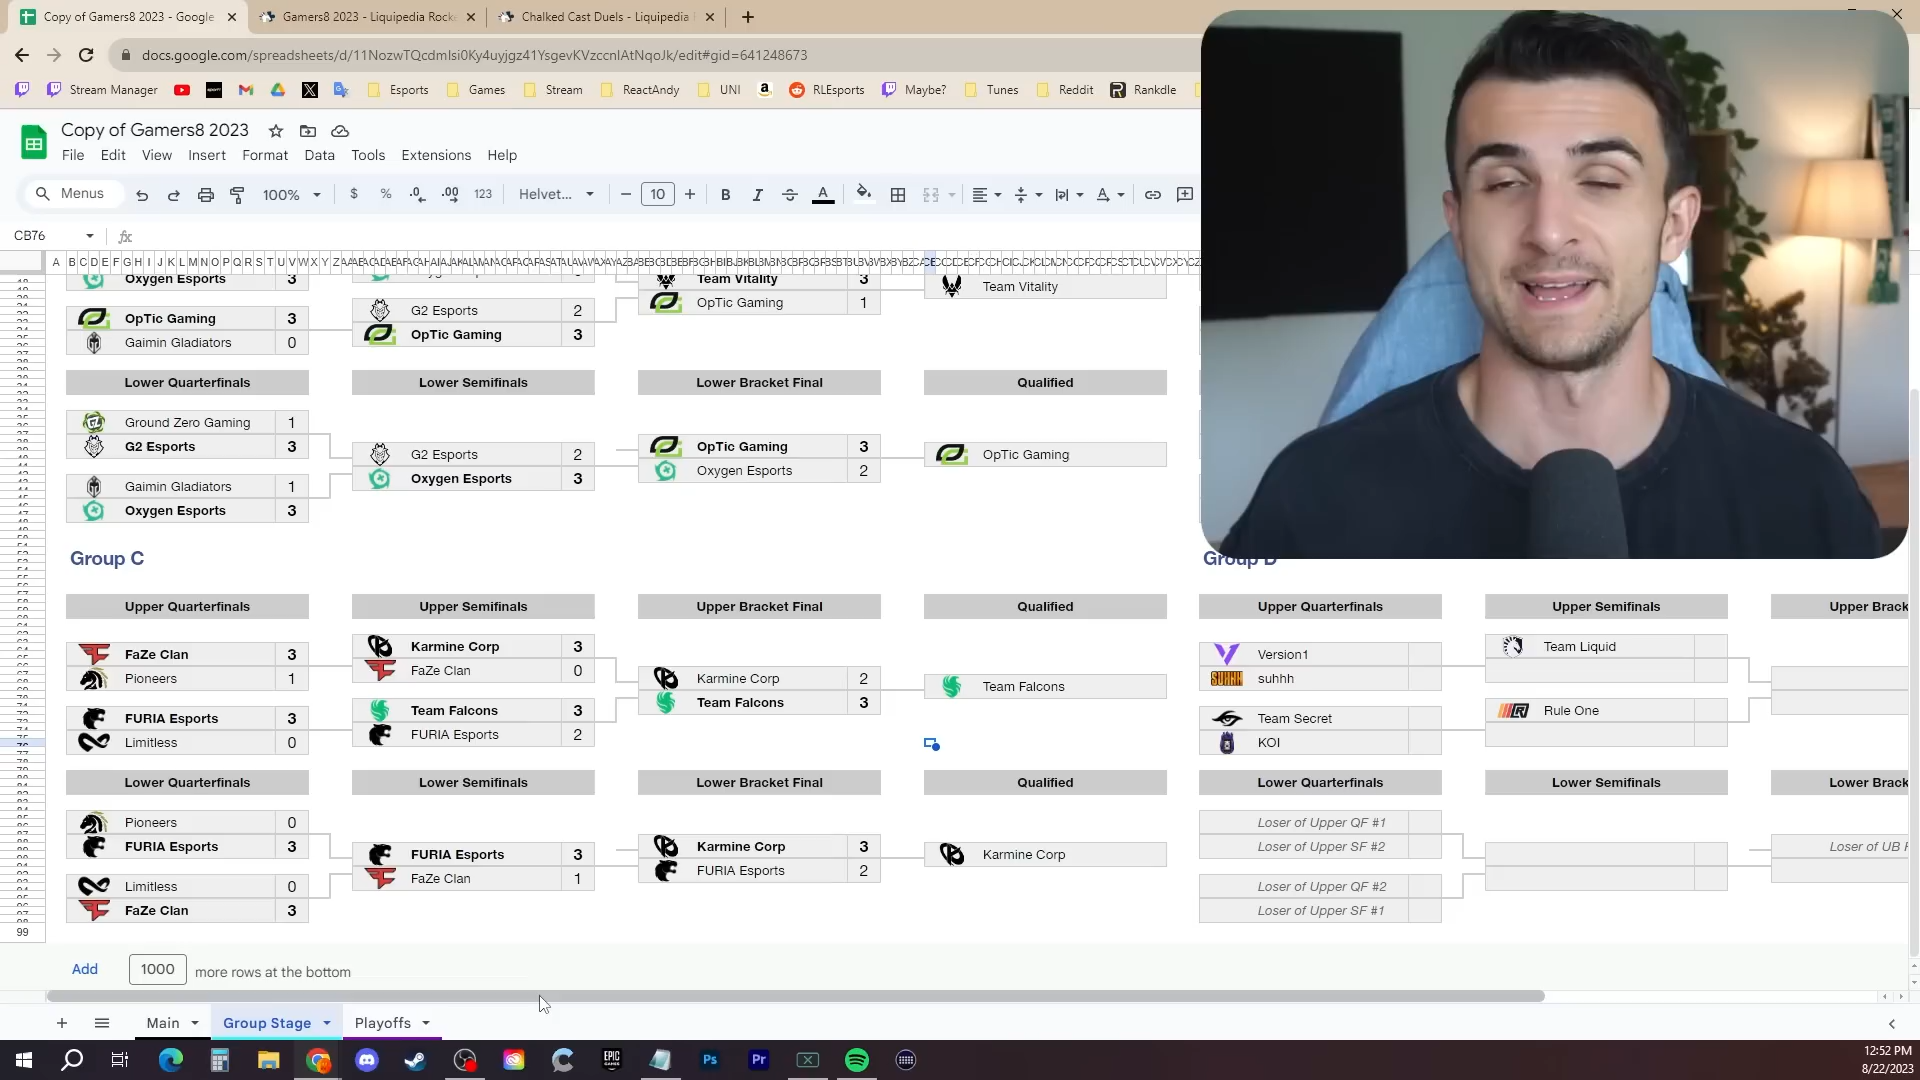 Copy of Gamers8 2023 - Google
Gamers8 2023 - Liquipedia Rock
Chalked Cast Duels - Liquipedia
docs.google.com/spreadsheets/d/11NozwTQcdmIsi0Ky4uyjgz41YsgevKVzccnIAtNqoJk/edit#gid=641248673
Stream Manager
Esports
Games
Stream
ReactAndy
UNI
RLEsports
Maybe?
Tunes
Reddit
Rankdle
Copy of Gamers8 2023
File Edit View Insert Format Data Tools Extensions Help
Menus
100%
$ % .0 .00 123
Helvet...
10
CB76
Oxygen Esports 3
Team Vitality 3
Team Vitality
OpTic Gaming 1
G2 Esports 2
OpTic Gaming 3
OpTic Gaming 3
Gaimin Gladiators 0
Lower Quarterfinals
Lower Semifinals
Lower Bracket Final
Qualified
Ground Zero Gaming 1
G2 Esports 3
G2 Esports 2
Oxygen Esports 3
OpTic Gaming 3
Oxygen Esports 2
OpTic Gaming
Gaimin Gladiators 1
Oxygen Esports 3
Group C
Group D
Upper Quarterfinals
Upper Semifinals
Upper Bracket Final
Qualified
Upper Quarterfinals
Upper Semifinals
Upper Brack
FaZe Clan 3
Pioneers 1
FURIA Esports 3
Limitless 0
Karmine Corp 3
FaZe Clan 0
Team Falcons 3
FURIA Esports 2
Karmine Corp 2
Team Falcons 3
Team Falcons
Version1
suhhh
Team Secret
KOI
Team Liquid
Rule One
Lower Quarterfinals
Lower Semifinals
Lower Bracket Final
Qualified
Lower Quarterfinals
Lower Semifinals
Lower Brack
Pioneers 0
FURIA Esports 3
Limitless 0
FaZe Clan 3
FURIA Esports 3
FaZe Clan 1
Karmine Corp 3
FURIA Esports 2
Karmine Corp
Loser of Upper QF #1
Loser of Upper SF #2
Loser of Upper QF #2
Loser of Upper SF #1
Loser of UB
99
Add 1000 more rows at the bottom
Main
Group Stage
Playoffs
12:52 PM
8/22/2023